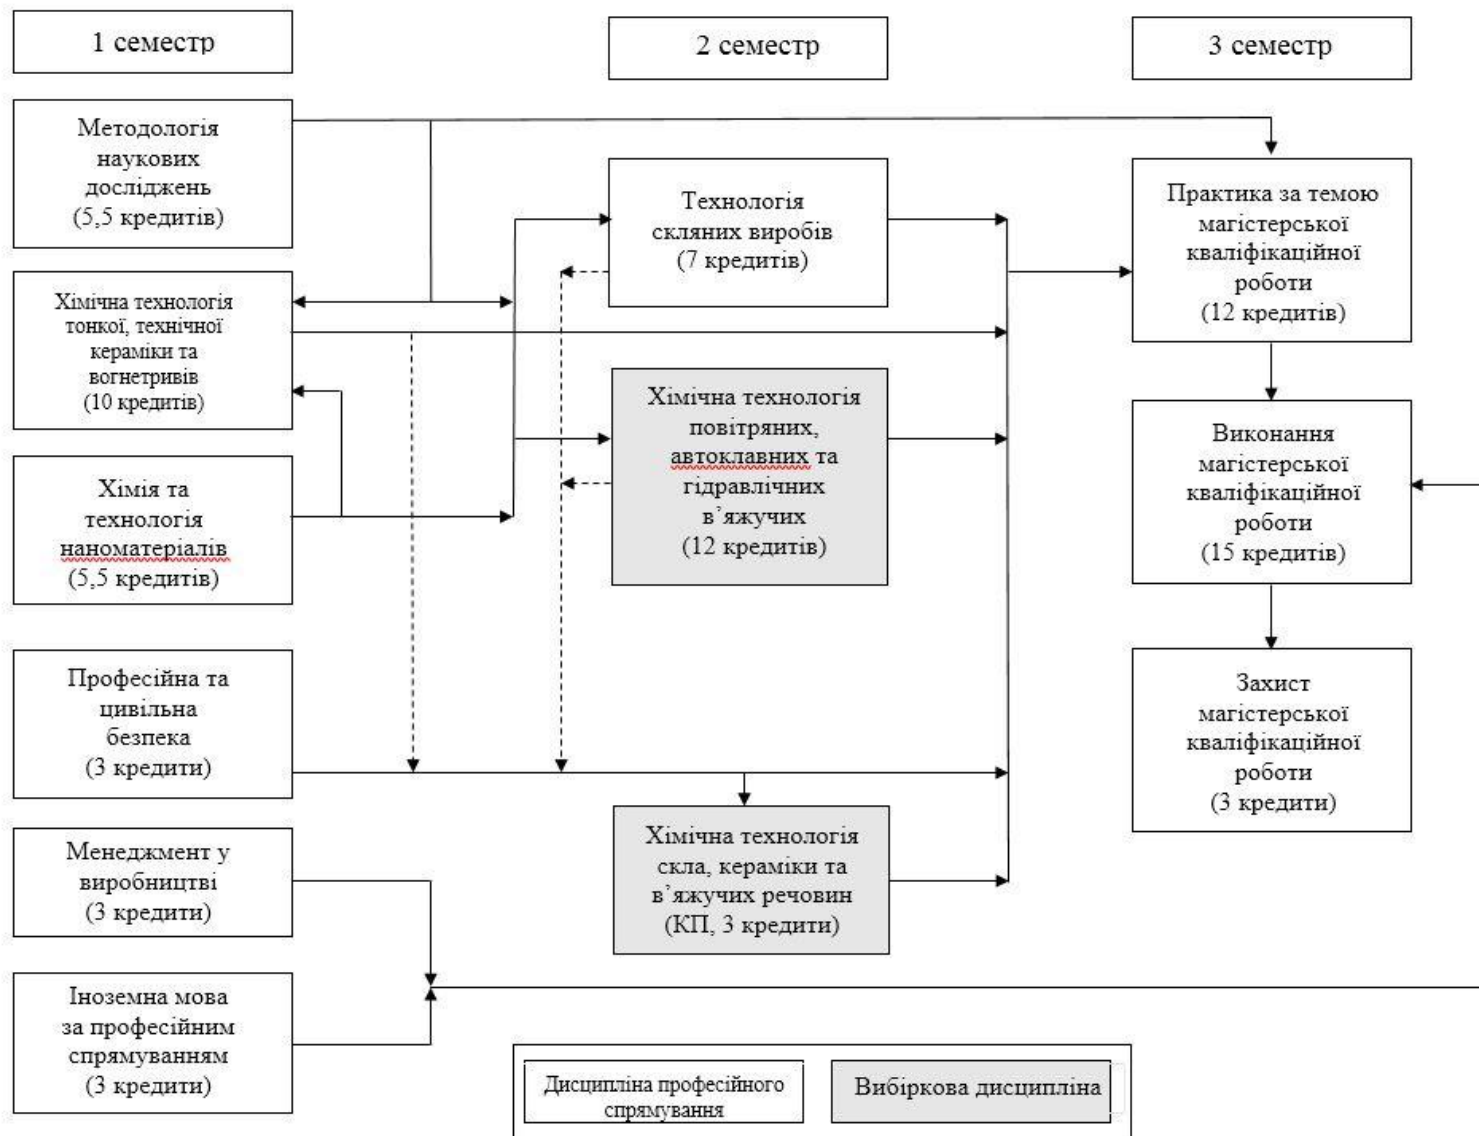 1 семестр
2 семестр
3 семестр
Методологія
наукових
досліджень
(5,5 кредитів)
Хімічна технологія
тонкої, технічної
кераміки та
вогнетривів
(10 кредитів)
Хімія та
технологія
наноматеріалів
(5,5 кредитів)
Професійна та
цивільна
безпека
(3 кредити)
Менеджмент у
виробництві
(3 кредити)
Іноземна мова
за професійним
спрямуванням
(3 кредити)
Технологія
скляних виробів
(7 кредитів)
Хімічна технологія
повітряних,
автоклавних та
гідравлічних
в’яжучих
(12 кредитів)
Хімічна технологія
скла, кераміки та
в’яжучих речовин
(КП, 3 кредити)
Практика за темою
магістерської
кваліфікаційної
роботи
(12 кредитів)
Виконання
магістерської
кваліфікаційної
роботи
(15 кредитів)
Захист
магістерської
кваліфікаційної
роботи
(3 кредити)
Дисципліна професійного
спрямування
Вибіркова дисципліна